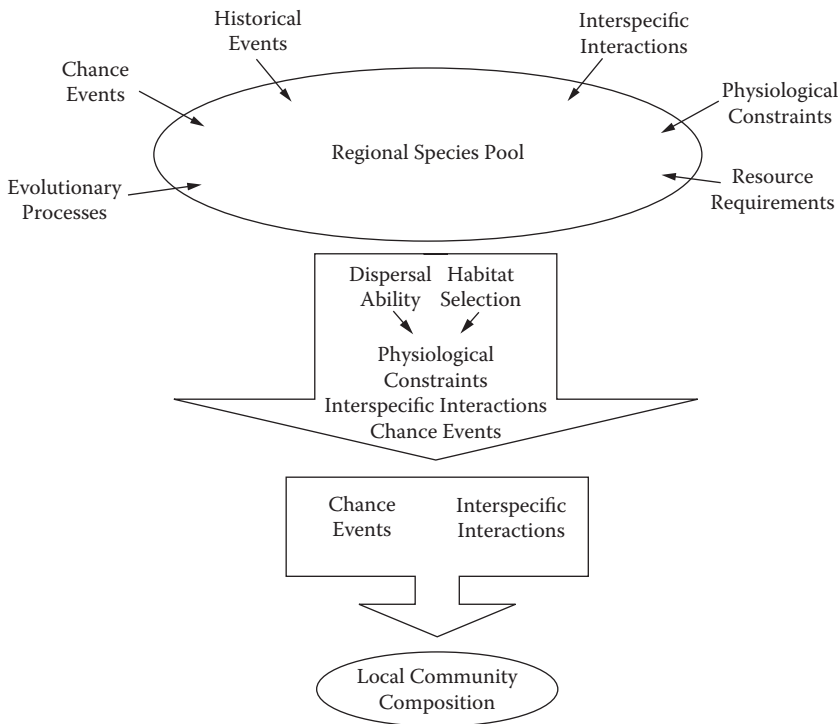 Historical
Events
Interspecific
Interactions
Chance
Events
Physiological
Constraints
Regional Species Pool
Evolutionary
Processes
Resource
Requirements
Dispersal
Ability
Habitat
Selection
Physiological
Constraints
Interspecific Interactions
Chance Events
Chance
Events
Interspecific
Interactions
Local Community
Composition